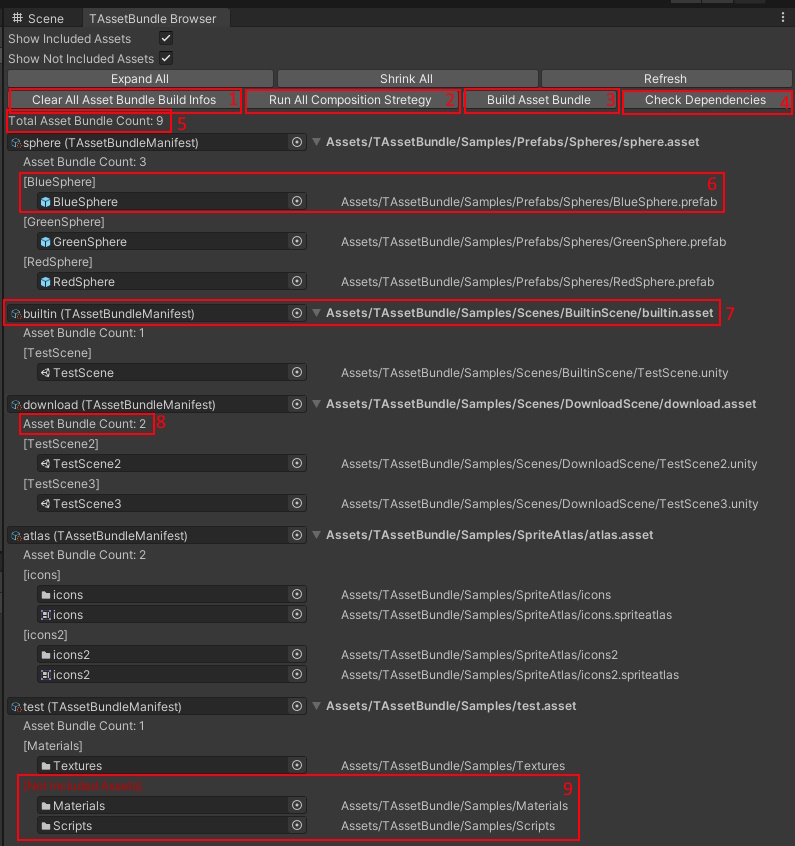 Scene TAssetBundle Browser
Show Included Assets
Show Not Included Assets
Expand All Shrink All Refresh
Clear All Asset Bundle Build Infos 1 Run All Composition Stretegy 2 Build Asset Bundle 3 Check Dependencies 4
Total Asset Bundle Count: 9 5
sphere (TAssetBundleManifest) Assets/TAssetBundle/Samples/Prefabs/Spheres/sphere.asset
Asset Bundle Count: 3
[BlueSphere] 6
BlueSphere Assets/TAssetBundle/Samples/Prefabs/Spheres/BlueSphere.prefab
[GreenSphere]
GreenSphere Assets/TAssetBundle/Samples/Prefabs/Spheres/GreenSphere.prefab
[RedSphere]
RedSphere Assets/TAssetBundle/Samples/Prefabs/Spheres/RedSphere.prefab
builtin (TAssetBundleManifest) Assets/TAssetBundle/Samples/Scenes/BuiltinScene/builtin.asset 7
Asset Bundle Count: 1
[TestScene]
TestScene Assets/TAssetBundle/Samples/Scenes/BuiltinScene/TestScene.unity
download (TAssetBundleManifest) Assets/TAssetBundle/Samples/Scenes/DownloadScene/download.asset
Asset Bundle Count: 2 8
[TestScene2]
TestScene2 Assets/TAssetBundle/Samples/Scenes/DownloadScene/TestScene2.unity
[TestScene3]
TestScene3 Assets/TAssetBundle/Samples/Scenes/DownloadScene/TestScene3.unity
atlas (TAssetBundleManifest) Assets/TAssetBundle/Samples/SpriteAtlas/atlas.asset
Asset Bundle Count: 2
[icons]
icons Assets/TAssetBundle/Samples/SpriteAtlas/icons
icons Assets/TAssetBundle/Samples/SpriteAtlas/icons.spriteatlas
[icons2]
icons2 Assets/TAssetBundle/Samples/SpriteAtlas/icons2
icons2 Assets/TAssetBundle/Samples/SpriteAtlas/icons2.spriteatlas
test (TAssetBundleManifest) Assets/TAssetBundle/Samples/test.asset
Asset Bundle Count: 1
[Materials]
Textures Assets/TAssetBundle/Samples/Textures
[Not Included Assets] 9
Materials Assets/TAssetBundle/Samples/Materials
Scripts Assets/TAssetBundle/Samples/Scripts